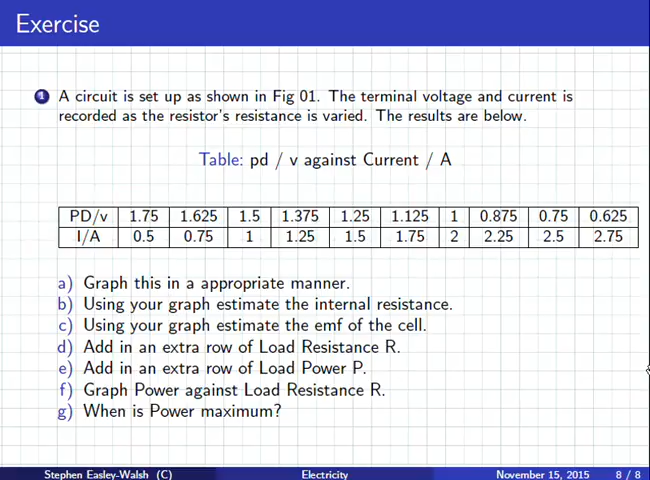 Exercise
1 A circuit is set up as shown in Fig 01. The terminal voltage and current is
recorded as the resistor's resistance is varied. The results are below.
Table: pd / v against Current / A
PD/v 1.75 1.625 1.5 1.375 1.25 1.125 1 0.875 0.75 0.625
I/A 0.5 0.75 1 1.25 1.5 1.75 2 2.25 2.5 2.75
a) Graph this in a appropriate manner.
b) Using your graph estimate the internal resistance.
c) Using your graph estimate the emf of the cell.
d) Add in an extra row of Load Resistance R.
e) Add in an extra row of Load Power P.
f) Graph Power against Load Resistance R.
g) When is Power maximum?
Stephen Easley-Walsh (C) Electricity November 15, 2015 8 / 8